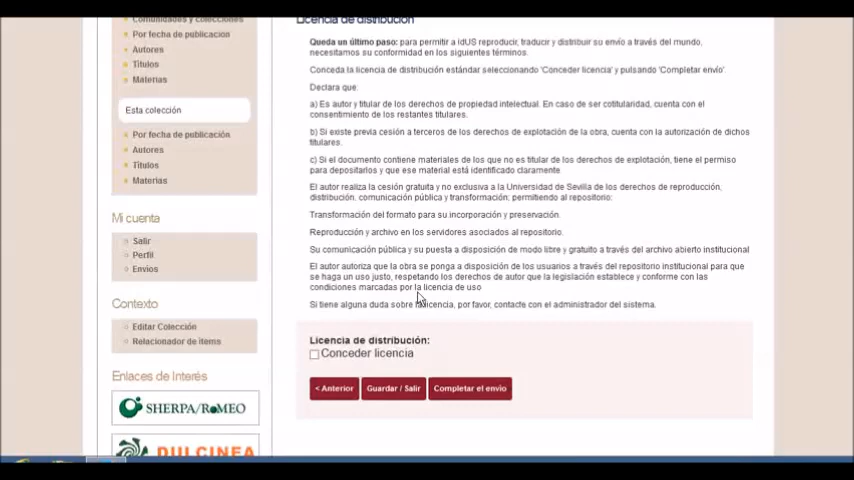 Comunidades y colecciones
Por fecha de publicación
Autores
Títulos
Materias
Esta colección
Por fecha de publicación
Autores
Títulos
Materias
Mi cuenta
Salir
Perfil
Envíos
Contexto
Editar Colección
Relacionador de ítems
Enlaces de Interés
SHERPA/RoMEO
DULCINEA
Licencia de distribución
Queda un último paso: para permitir a idUS reproducir, traducir y distribuir su envío a través del mundo,
necesitamos su conformidad en los siguientes términos.
Conceda la licencia de distribución estándar seleccionando 'Conceder licencia' y pulsando 'Completar envío'.
Declara que:
a) Es autor y titular de los derechos de propiedad intelectual. En caso de ser cotitularidad, cuenta con el
consentimiento de los restantes titulares.
b) Si existe previa cesión a terceros de los derechos de explotación de la obra, cuenta con la autorización de dichos
titulares.
c) Si el documento contiene materiales de los que no es titular de los derechos de explotación, tiene el permiso
para depositarlos y que ese material está identificado claramente
El autor realiza la cesión gratuita y no exclusiva a la Universidad de Sevilla de los derechos de reproducción,
distribución, comunicación pública y transformación; permitiendo al repositorio:
Transformación del formato para su incorporación y preservación.
Reproducción y archivo en los servidores asociados al repositorio.
Su comunicación pública y su puesta a disposición de modo libre y gratuito a través del archivo abierto institucional
El autor autoriza que la obra se ponga a disposición de los usuarios a través del repositorio institucional para que
se haga un uso justo, respetando los derechos de autor que la legislación establece y conforme con las
condiciones marcadas por la licencia de uso
Si tiene alguna duda sobre la licencia, por favor, contacte con el administrador del sistema.
Licencia de distribución:
Conceder licencia
< Anterior
Guardar / Salir
Completar el envío